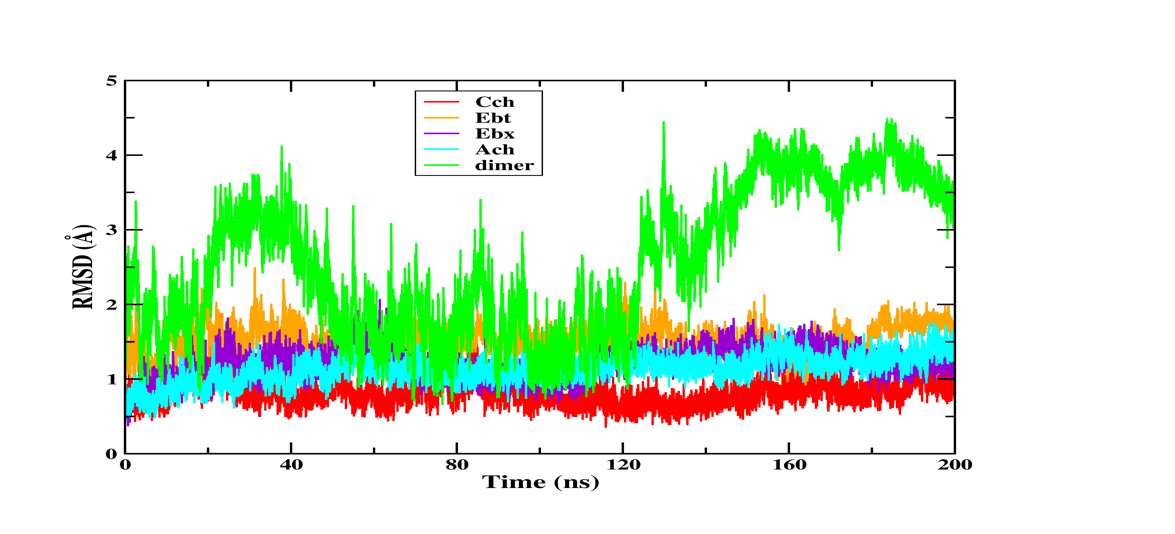 5
4
3
2
1
0
RMSD (Å)
Cch
Ebt
Ebx
Ach
dimer
0 40 80 120 160 200
Time (ns)